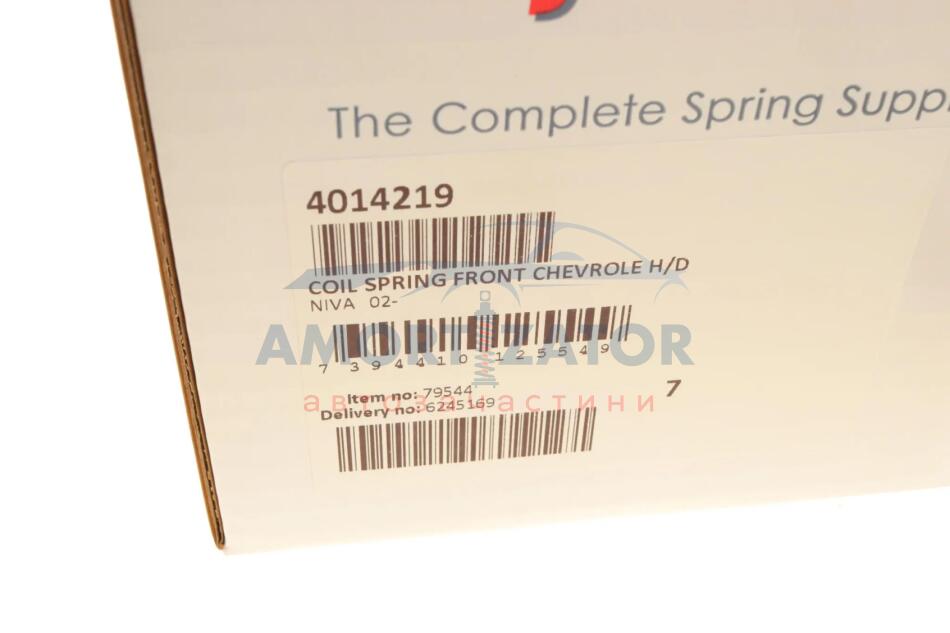 The Complete Spring
4014219
COIL SPRING FRONT CHEVROLE H/D
NIVA 02-
AMORTIZATOR
7 394410 125549
Item no: 79544
7
автозапчастини
Delivery no: 6245169